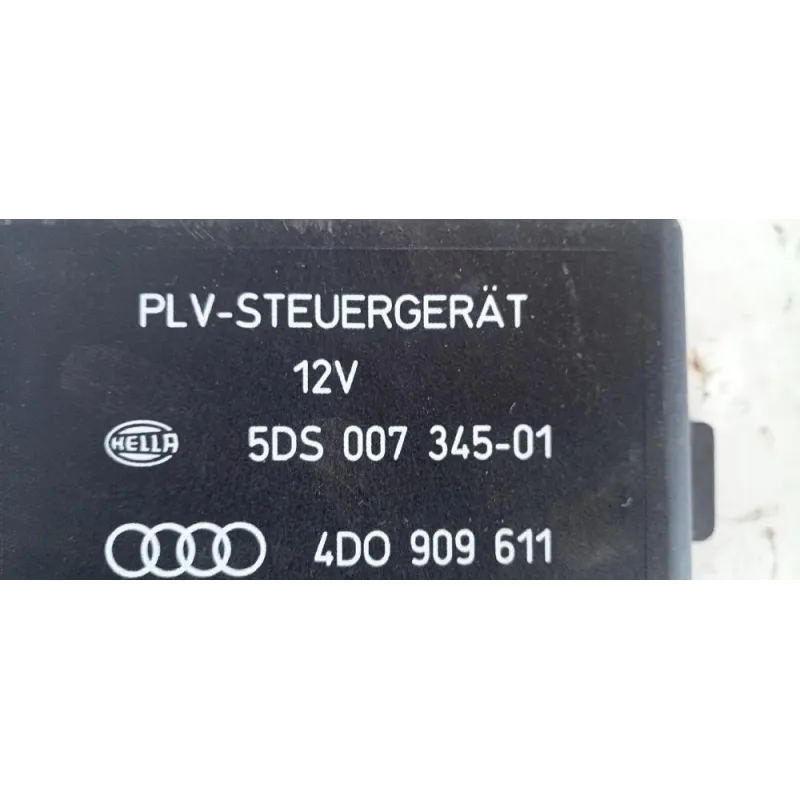 PLV-STEUERGERÄT
12V
HELLA 5DS 007 345-01
4D0 909 611